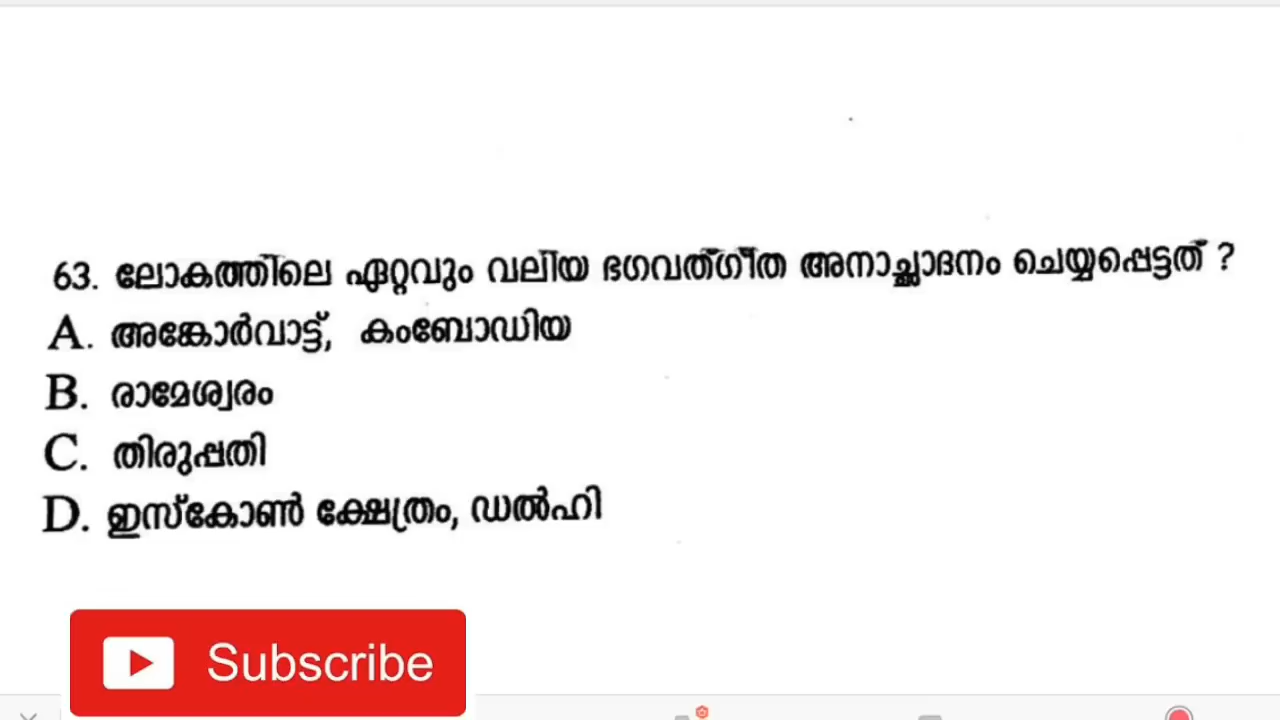 63. ലോകത്തിലെ ഏറ്റവും വലിയ ഭഗവത്ഗീത അനാച്ഛാദനം ചെയ്യപ്പെട്ടത് ?
A. അങ്കോർവാട്ട്, കംബോഡിയ
B. രാമേശ്വരം
C. തിരുപ്പതി
D. ഇസ്കോൺ ക്ഷേത്രം, ഡൽഹി
Subscribe